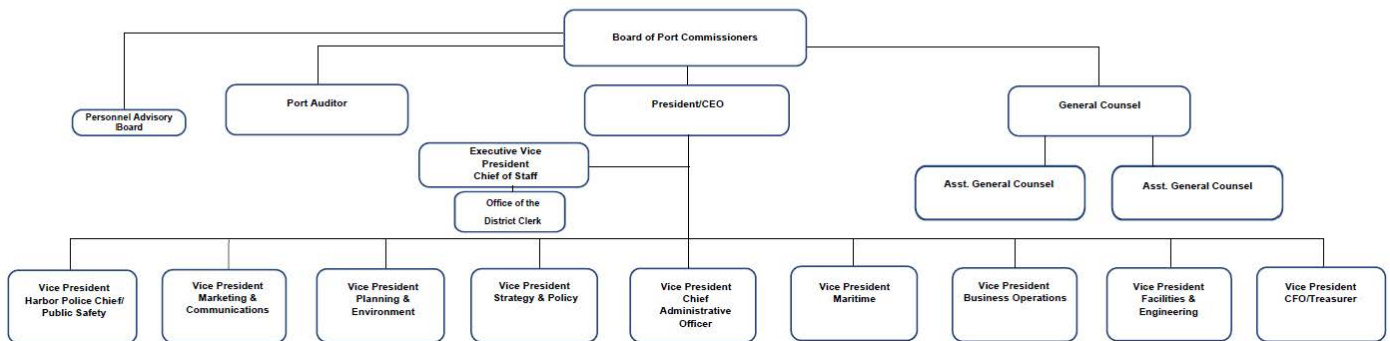 Board of Port Commissioners
Port Auditor
President/CEO
General Counsel
Personnel Advisory
Board
Executive Vice
President
Chief of Staff
Asst. General Counsel
Asst. General Counsel
Office of the
District Clerk
Vice President
Harbor Police Chief/
Public Safety
Vice President
Marketing &
Communications
Vice President
Planning &
Environment
Vice President
Strategy & Policy
Vice President
Chief
Administrative
Officer
Vice President
Maritime
Vice President
Business Operations
Vice President
Facilities &
Engineering
Vice President
CFO/Treasurer